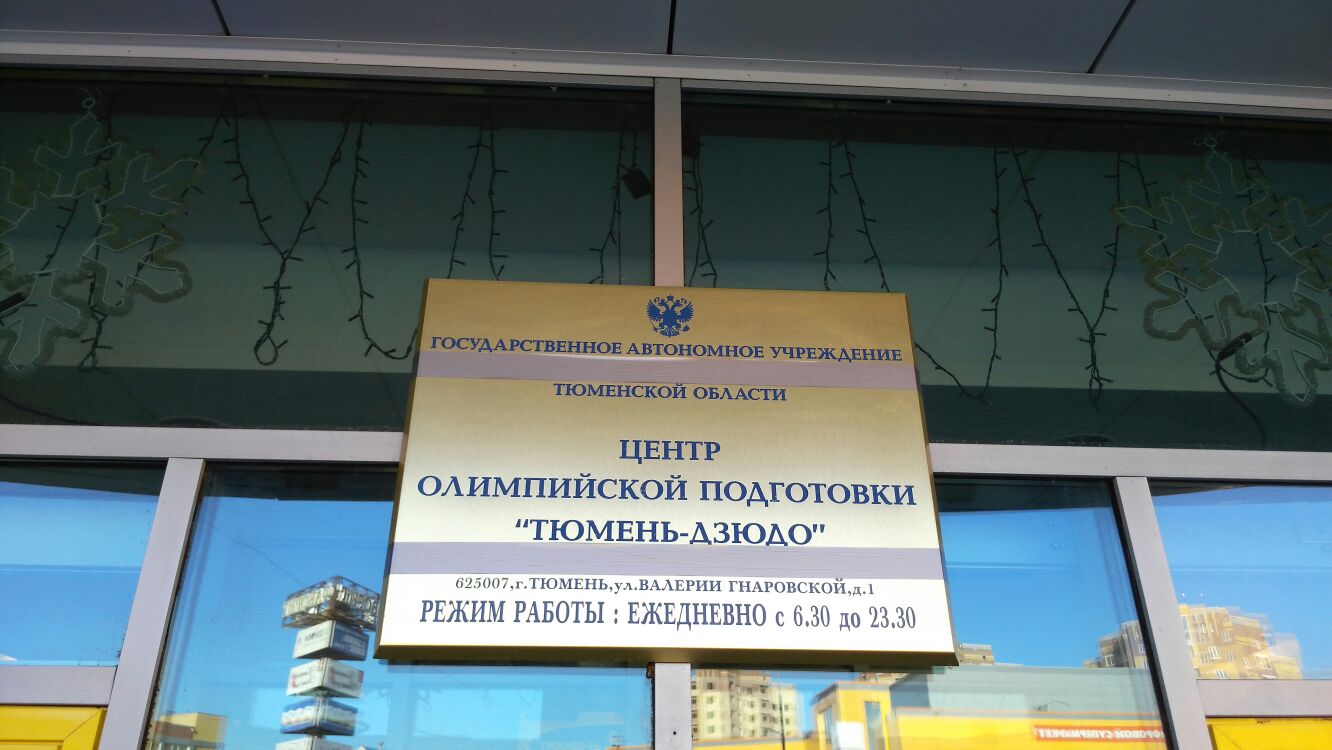 ГОСУДАРСТВЕННОЕ АВТОНОМНОЕ УЧРЕЖДЕНИЕ
ТЮМЕНСКОЙ ОБЛАСТИ
ЦЕНТР
ОЛИМПИЙСКОЙ ПОДГОТОВКИ
“ТЮМЕНЬ-ДЗЮДО”
625007,г.ТЮМЕНЬ,ул.ВАЛЕРИИ ГНАРОВСКОЙ,д.1
РЕЖИМ РАБОТЫ : ЕЖЕДНЕВНО с 6.30 до 23.30